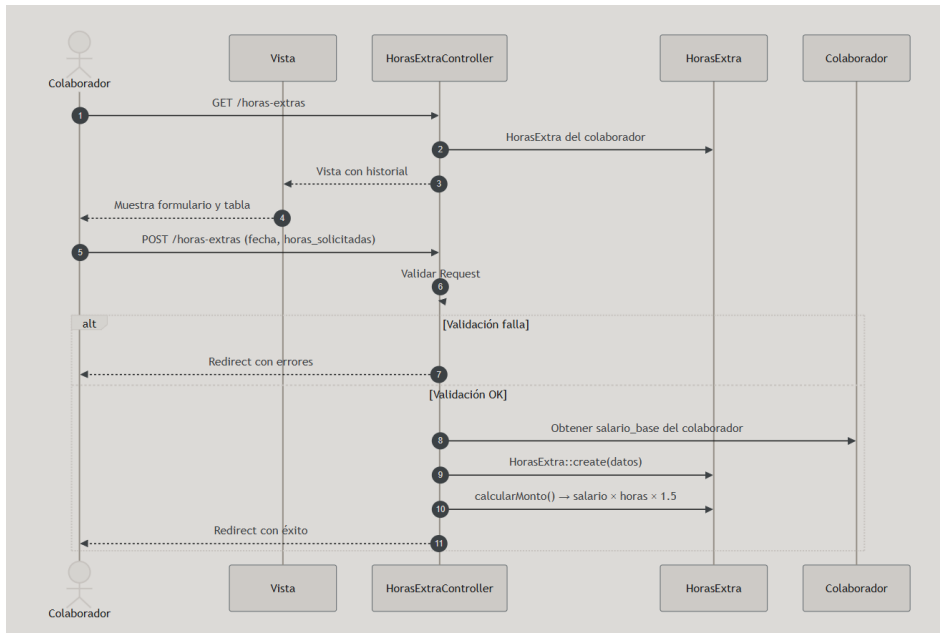 Vista
HorasExtraController
HorasExtra
Colaborador
Colaborador
GET /horas-extras
1
HorasExtra del colaborador
2
Vista con historial
3
Muestra formulario y tabla
4
POST /horas-extras (fecha, horas_solicitadas)
5
Validar Request
6
alt
[Validación falla]
Redirect con errores
7
[Validación OK]
Obtener salario_base del colaborador
8
HorasExtra::create(datos)
9
calcularMonto() → salario × horas × 1.5
10
Redirect con éxito
11
Vista
HorasExtraController
HorasExtra
Colaborador
Colaborador